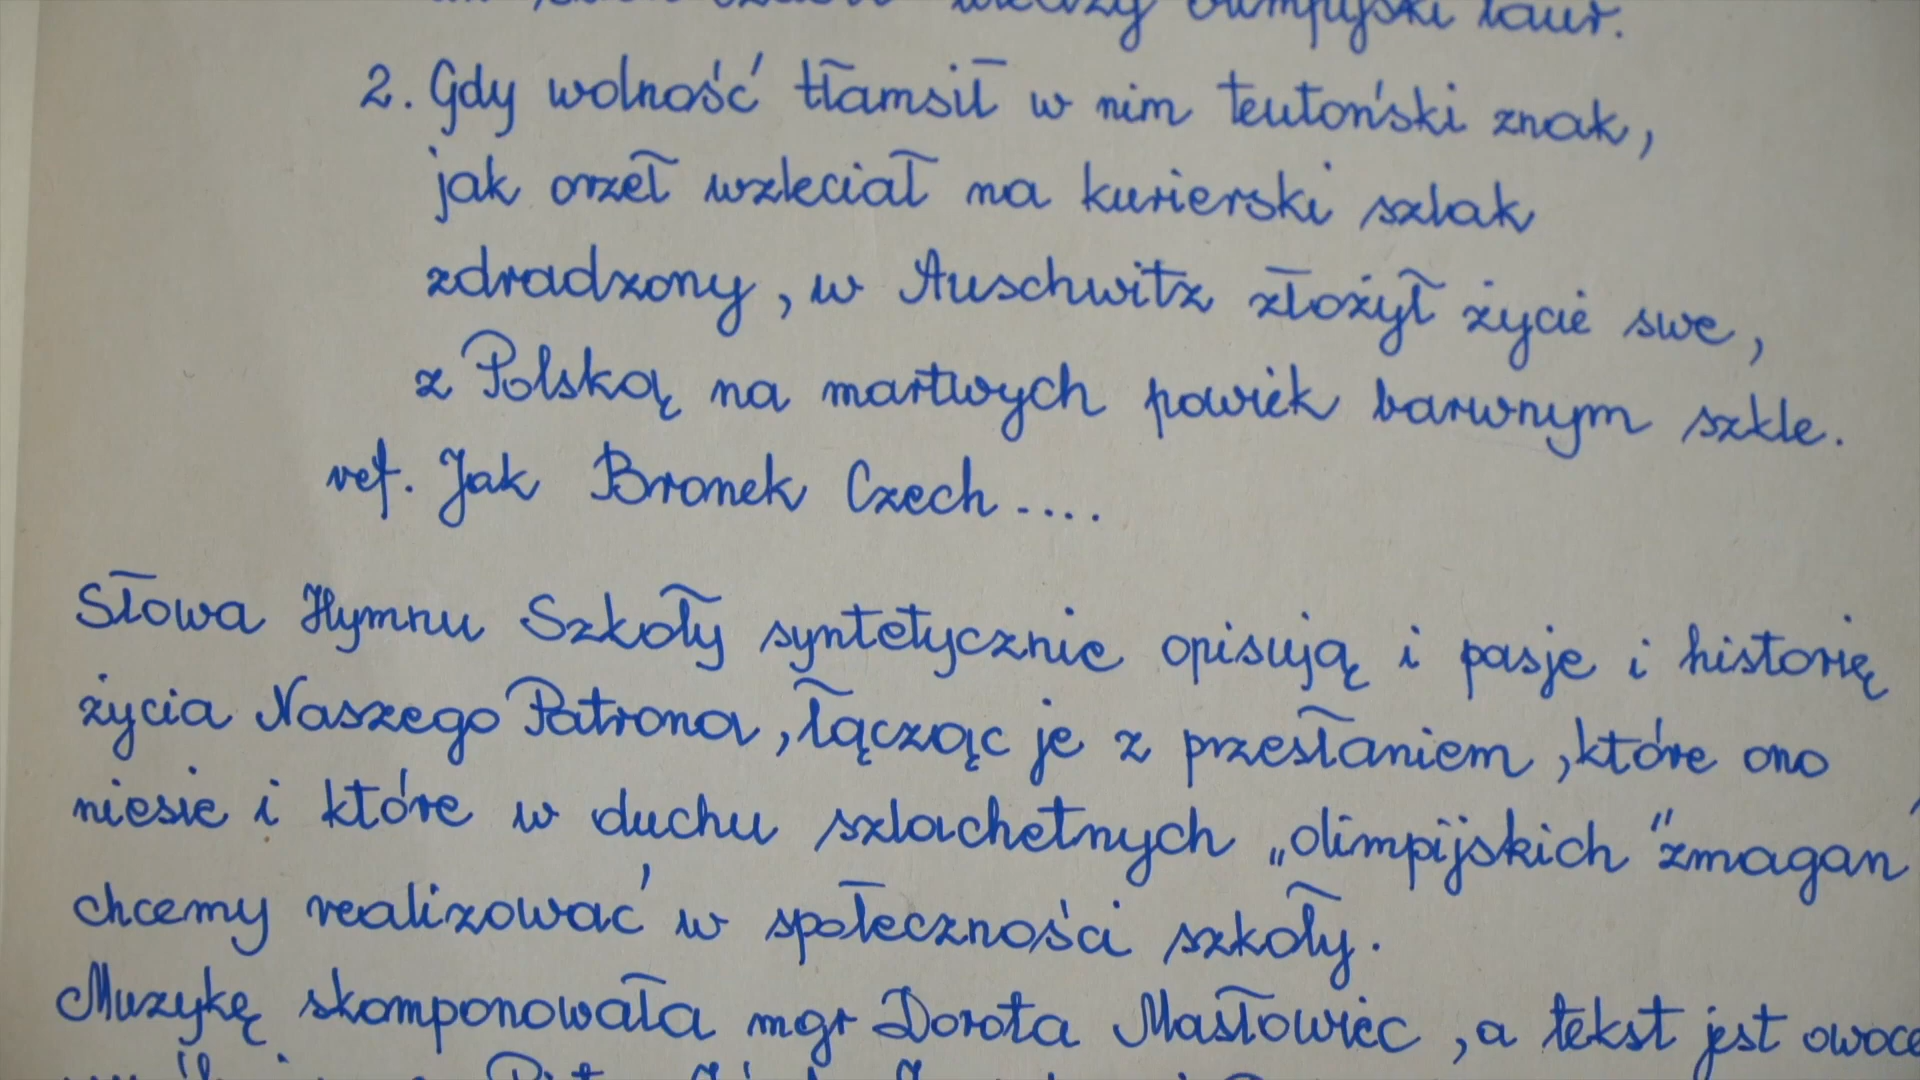 olimpijski laur.
2. Gdy wolność tłamsił w nim teutoński znak,
jak orzeł wzleciał na kurierski szlak
zdradzony, w Auschwitz złożył życie swe,
z Polską na martwych powiek barwnym szkle.
ref. Jak Bronek Czech....
Słowa Hymnu Szkoły syntetycznie opisują i pasje i historię
życia Naszego Patrona, łącząc je z przesłaniem, które ono
niesie i które w duchu szlachetnych „olimpijskich" zmagań
chcemy realizować w społeczności szkoły.
Muzykę skomponowała mgr Dorota Masłowiec, a tekst jest